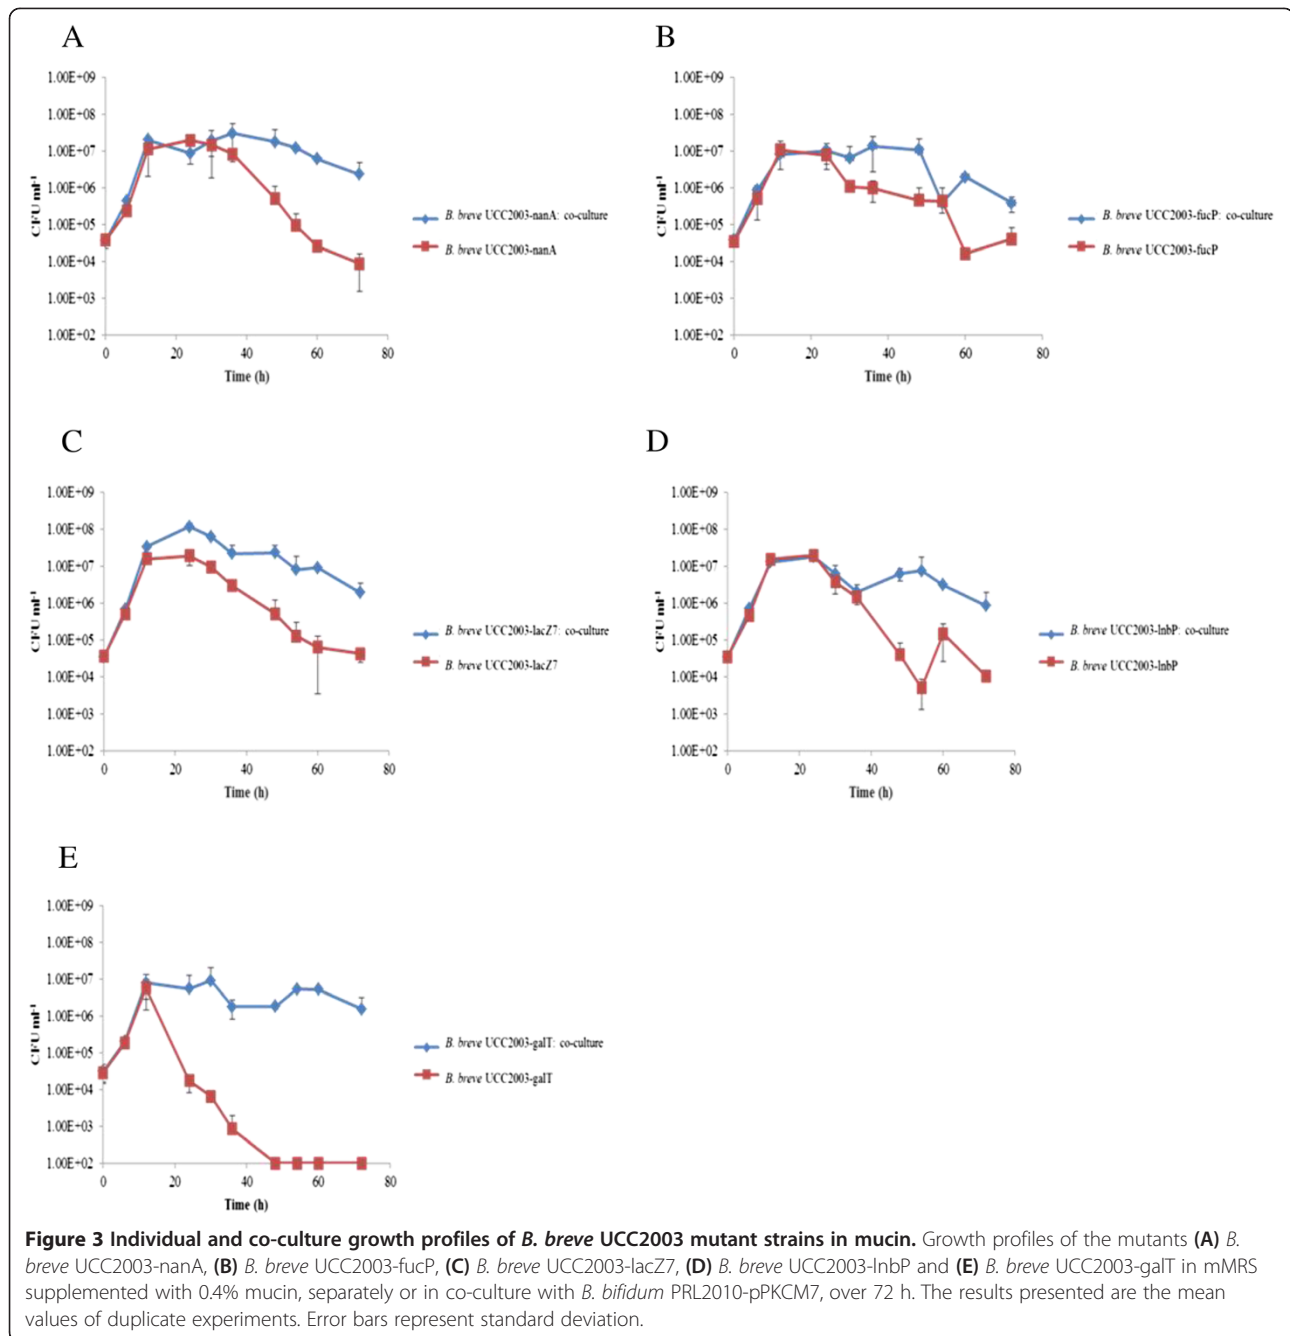 A
1.00E+09
1.00E+08
1.00E+07
1.00E+06
1.00E+05
1.00E+04
1.00E+03
1.00E+02
CFU ml-1
0 20 40 60 80
Time (h)
B. breve UCC2003-nanA: co-culture
B. breve UCC2003-nanA
B
1.00E+09
1.00E+08
1.00E+07
1.00E+06
1.00E+05
1.00E+04
1.00E+03
1.00E+02
CFU ml-1
0 20 40 60 80
Time (h)
B. breve UCC2003-fucP: co-culture
B. breve UCC2003-fucP
C
1.00E+09
1.00E+08
1.00E+07
1.00E+06
1.00E+05
1.00E+04
1.00E+03
1.00E+02
CFU ml-1
0 20 40 60 80
Time (h)
B. breve UCC2003-lacZ7: co-culture
B. breve UCC2003-lacZ7
D
1.00E+09
1.00E+08
1.00E+07
1.00E+06
1.00E+05
1.00E+04
1.00E+03
1.00E+02
CFU ml-1
0 20 40 60 80
Time (h)
B. breve UCC2003-lnbP: co-culture
B. breve UCC2003-lnbP
E
1.00E+09
1.00E+08
1.00E+07
1.00E+06
1.00E+05
1.00E+04
1.00E+03
1.00E+02
CFU ml-1
0 20 40 60 80
Time (h)
B. breve UCC2003-galT: co-culture
B. breve UCC2003-galT
Figure 3 Individual and co-culture growth profiles of B. breve UCC2003 mutant strains in mucin. Growth profiles of the mutants (A) B.
breve UCC2003-nanA, (B) B. breve UCC2003-fucP, (C) B. breve UCC2003-lacZ7, (D) B. breve UCC2003-lnbP and (E) B. breve UCC2003-galT in mMRS
supplemented with 0.4% mucin, separately or in co-culture with B. bifidum PRL2010-pPKCM7, over 72 h. The results presented are the mean
values of duplicate experiments. Error bars represent standard deviation.